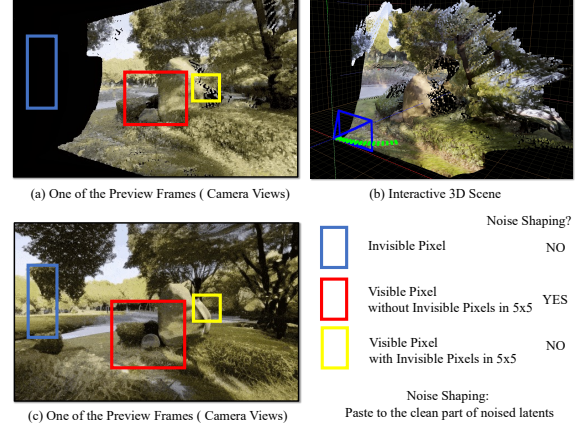 (a) One of the Preview Frames ( Camera Views)
(b) Interactive 3D Scene
Noise Shaping?
Invisible Pixel
NO
Visible Pixel
without Invisible Pixels in 5x5
YES
Visible Pixel
with Invisible Pixels in 5x5
NO
Noise Shaping:
Paste to the clean part of noised latents
(c) One of the Preview Frames ( Camera Views)